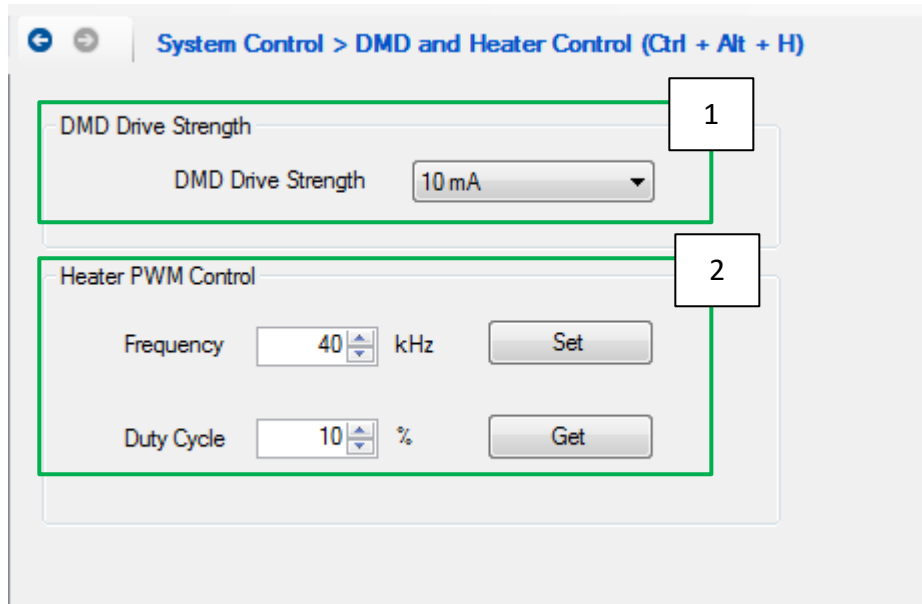 System Control > DMD and Heater Control (Ctrl + Alt + H)
1
DMD Drive Strength
DMD Drive Strength 10 mA
2
Heater PWM Control
Frequency 40 kHz Set
Duty Cycle 10 % Get